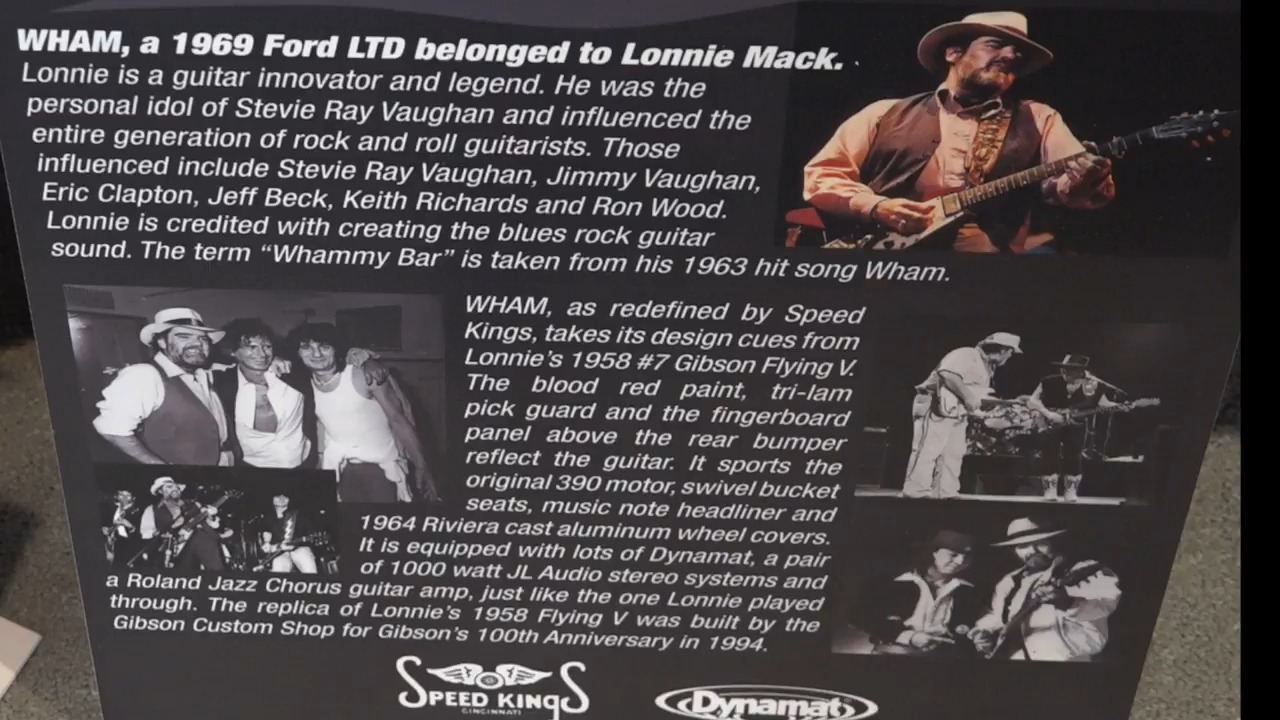 WHAM, a 1969 Ford LTD belonged to Lonnie Mack.
Lonnie is a guitar innovator and legend. He was the
personal idol of Stevie Ray Vaughan and influenced the
entire generation of rock and roll guitarists. Those
influenced include Stevie Ray Vaughan, Jimmy Vaughan,
Eric Clapton, Jeff Beck, Keith Richards and Ron Wood.
Lonnie is credited with creating the blues rock guitar
sound. The term “Whammy Bar” is taken from his 1963 hit song Wham.
WHAM, as redefined by Speed
Kings, takes its design cues from
Lonnie’s 1958 #7 Gibson Flying V.
The blood red paint, tri-lam
pick guard and the fingerboard
panel above the rear bumper
reflect the guitar. It sports the
original 390 motor, swivel bucket
seats, music note headliner and
1964 Riviera cast aluminum wheel covers.
It is equipped with lots of Dynamat, a pair
of 1000 watt JL Audio stereo systems and
a Roland Jazz Chorus guitar amp, just like the one Lonnie played
through. The replica of Lonnie’s 1958 Flying V was built by the
Gibson Custom Shop for Gibson’s 100th Anniversary in 1994.
SPEED KINgS
CINCINNATI
Dynamat